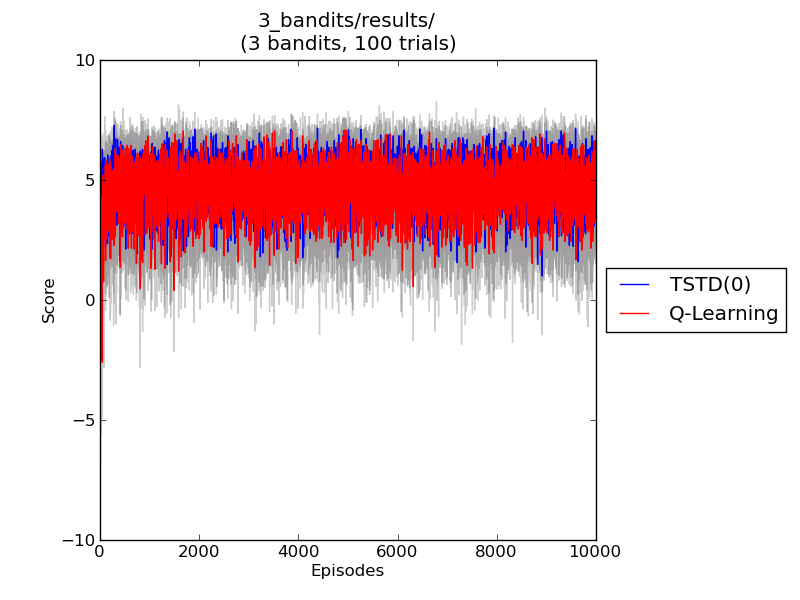 3_bandits/results/
(3 bandits, 100 trials)
10
5
0
−5
−10
Score
0
2000
4000
6000
8000
10000
Episodes
TSTD(0)
Q-Learning